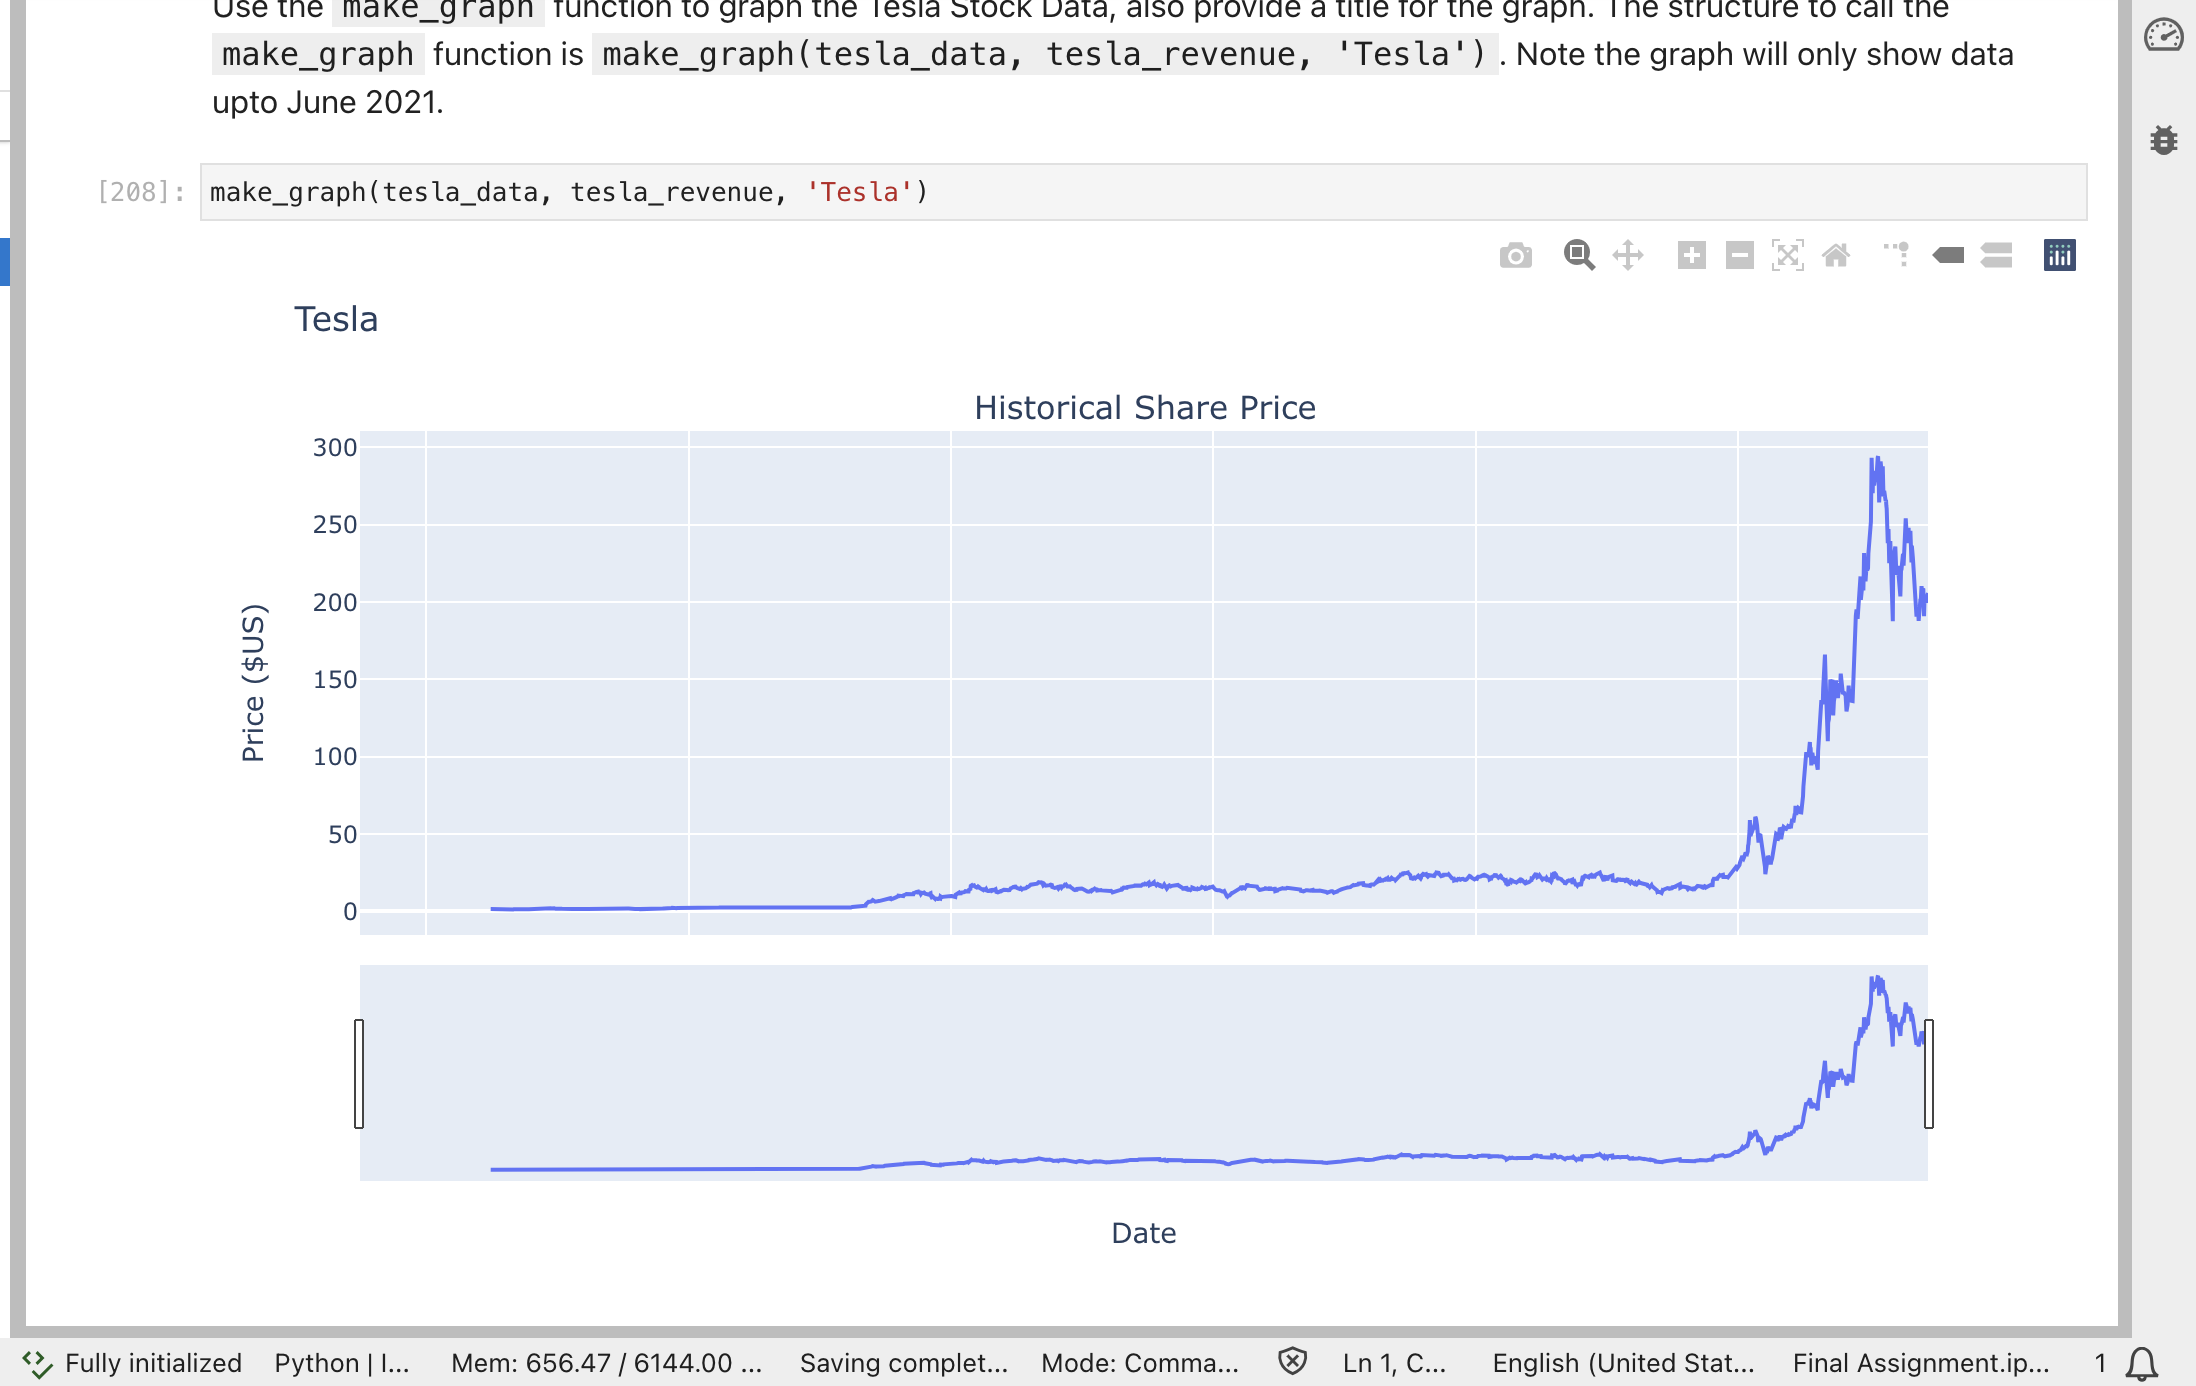 Use the make_graph function to graph the Tesla Stock Data, also provide a title for the graph. The structure to call the
make_graph function is make_graph(tesla_data, tesla_revenue, 'Tesla') . Note the graph will only show data
upto June 2021.
[208]: make_graph(tesla_data, tesla_revenue, 'Tesla')
Tesla
Historical Share Price
300
250
200
150
100
50
0
Price ($US)
Date
Fully initialized Python | I... Mem: 656.47 / 6144.00 ... Saving complet... Mode: Comma... Ln 1, C... English (United Stat... Final Assignment.ip... 1